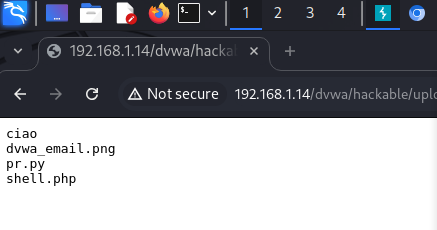 1 2 3 4
192.168.1.14/dvwa/hackal
Not secure 192.168.1.14/dvwa/hackable/uplo
ciao
dvwa_email.png
pr.py
shell.php